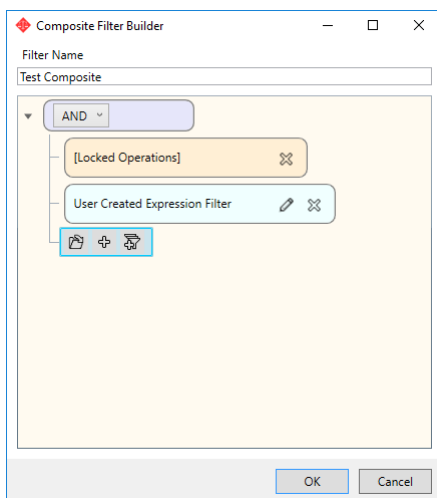 Composite Filter Builder
Filter Name
Test Composite
AND
[Locked Operations]
User Created Expression Filter
OK
Cancel